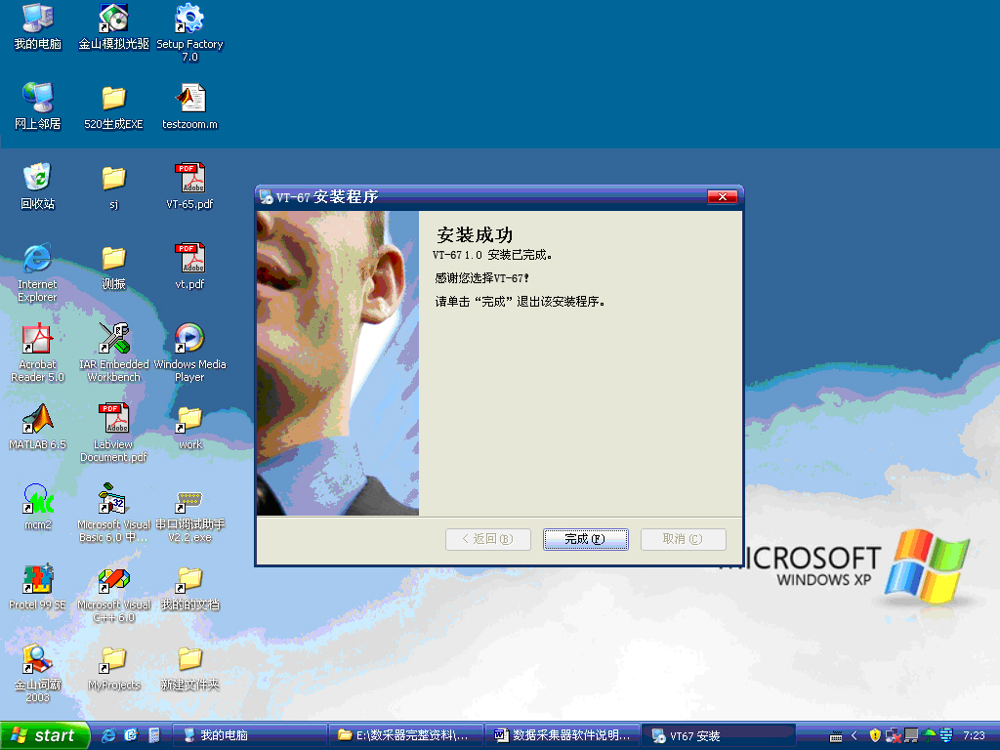 我的电脑
金山模拟光驱
Setup Factory
7.0
网上邻居
520生成EXE
testzoom.m
回收站
sj
VT-65.pdf
Internet
Explorer
测振
vt.pdf
Acrobat
Reader 5.0
IAR Embedded
Workbench
Windows Media
Player
MATLAB 6.5
Labview
Document.pdf
work
mcm2
Microsoft Visual
Basic 6.0 中...
串口调试助手
V2.2.exe
Protel 99 SE
Microsoft Visual
C++ 6.0
我的的文档
金山词霸
2003
MyProjects
新建文件夹
VT-67 安装程序
安装成功
VT-67 1.0 安装已完成。
感谢您选择VT-67!
请单击“完成”退出该安装程序。
< 返回(B)
完成(F)
取消(C)
ICROSOFT
WINDOWS XP
start
我的电脑
E:\数采器完整资料\...
数据采集器软件说明...
VT67 安装
7:23